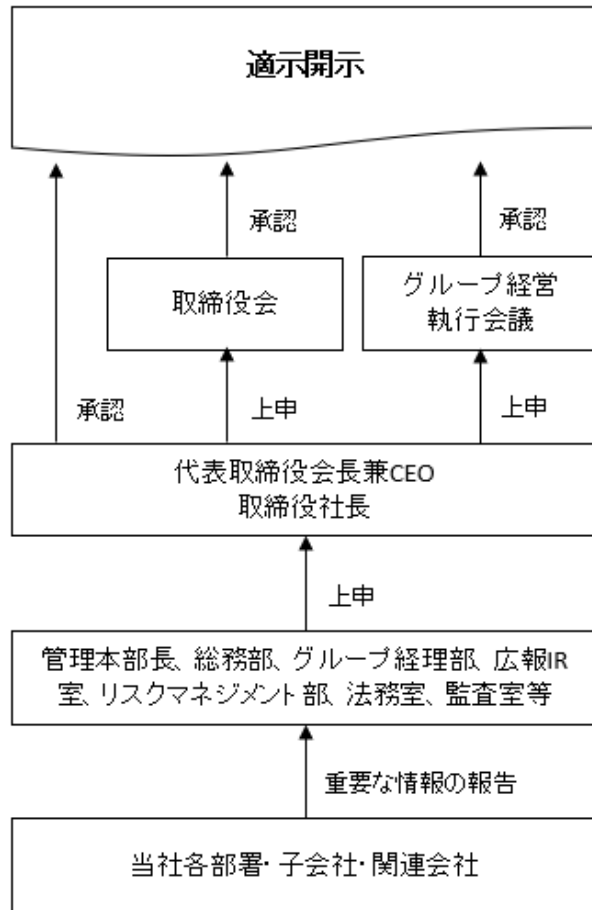 適示開示
承認
承認
取締役会
グループ経営
執行会議
承認
上申
上申
代表取締役会長兼CEO
取締役社長
上申
管理本部長、総務部、グループ経理部、広報IR
室、リスクマネジメント部、法務室、監査室等
重要な情報の報告
当社各部署・子会社・関連会社